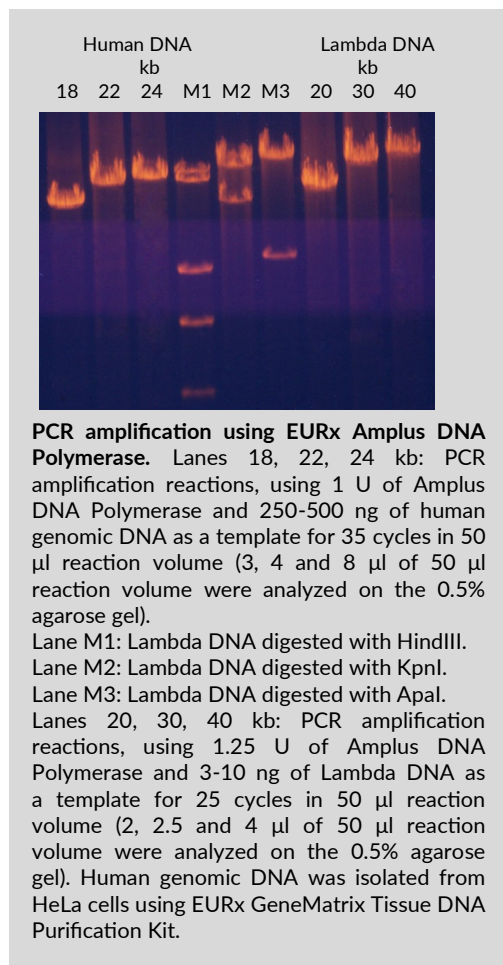 Human DNA Lambda DNA
kb kb
18 22 24 M1 M2 M3 20 30 40
PCR amplification using EURx Amplus DNA
Polymerase. Lanes 18, 22, 24 kb: PCR
amplification reactions, using 1 U of Amplus
DNA Polymerase and 250-500 ng of human
genomic DNA as a template for 35 cycles in 50
µl reaction volume (3, 4 and 8 µl of 50 µl
reaction volume were analyzed on the 0.5%
agarose gel).
Lane M1: Lambda DNA digested with HindIII.
Lane M2: Lambda DNA digested with KpnI.
Lane M3: Lambda DNA digested with ApaI.
Lanes 20, 30, 40 kb: PCR amplification
reactions, using 1.25 U of Amplus DNA
Polymerase and 3-10 ng of Lambda DNA as
a template for 25 cycles in 50 µl reaction
volume (2, 2.5 and 4 µl of 50 µl reaction
volume were analyzed on the 0.5% agarose
gel). Human genomic DNA was isolated from
HeLa cells using EURx GeneMatrix Tissue DNA
Purification Kit.